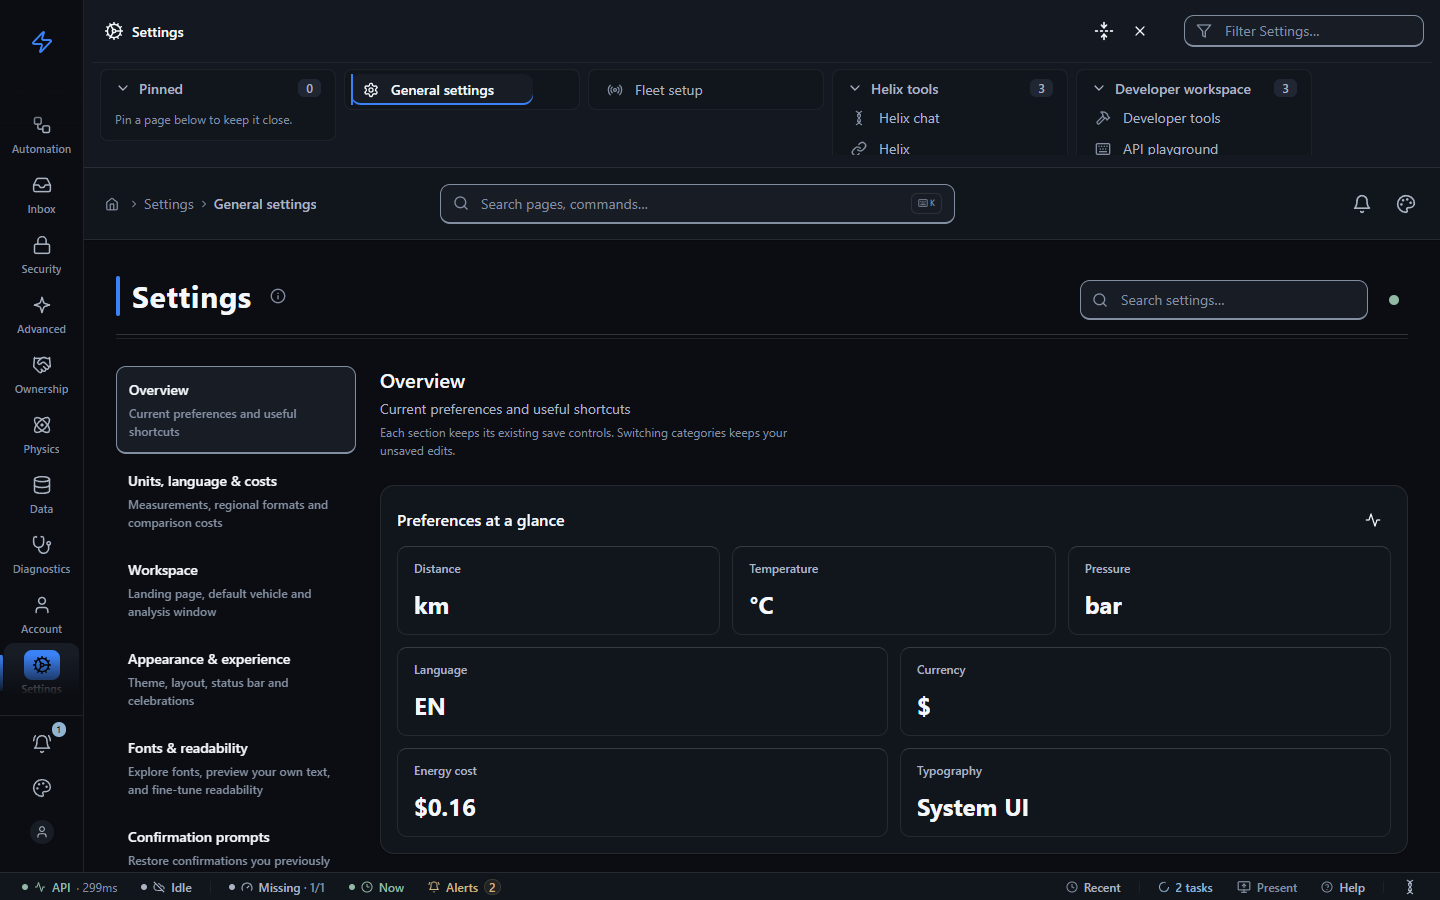 Settings
Filter Settings...
Pinned
0
Pin a page below to keep it close.
General settings
Fleet setup
Helix tools
3
Helix chat
Helix
Developer workspace
3
Developer tools
API playground
Automation
Inbox
Security
Advanced
Ownership
Physics
Data
Diagnostics
Account
Settings
1
Settings
General settings
Search pages, commands...
K
Settings
Search settings...
Overview
Current preferences and useful
shortcuts
Units, language & costs
Measurements, regional formats and
comparison costs
Workspace
Landing page, default vehicle and
analysis window
Appearance & experience
Theme, layout, status bar and
celebrations
Fonts & readability
Explore fonts, preview your own text,
and fine-tune readability
Confirmation prompts
Restore confirmations you previously
Overview
Current preferences and useful shortcuts
Each section keeps its existing save controls. Switching categories keeps your
unsaved edits.
Preferences at a glance
Distance
km
Temperature
°C
Pressure
bar
Language
EN
Currency
$
Energy cost
$0.16
Typography
System UI
API · 299ms
Idle
Missing · 1/1
Now
Alerts 2
Recent
2 tasks
Present
Help